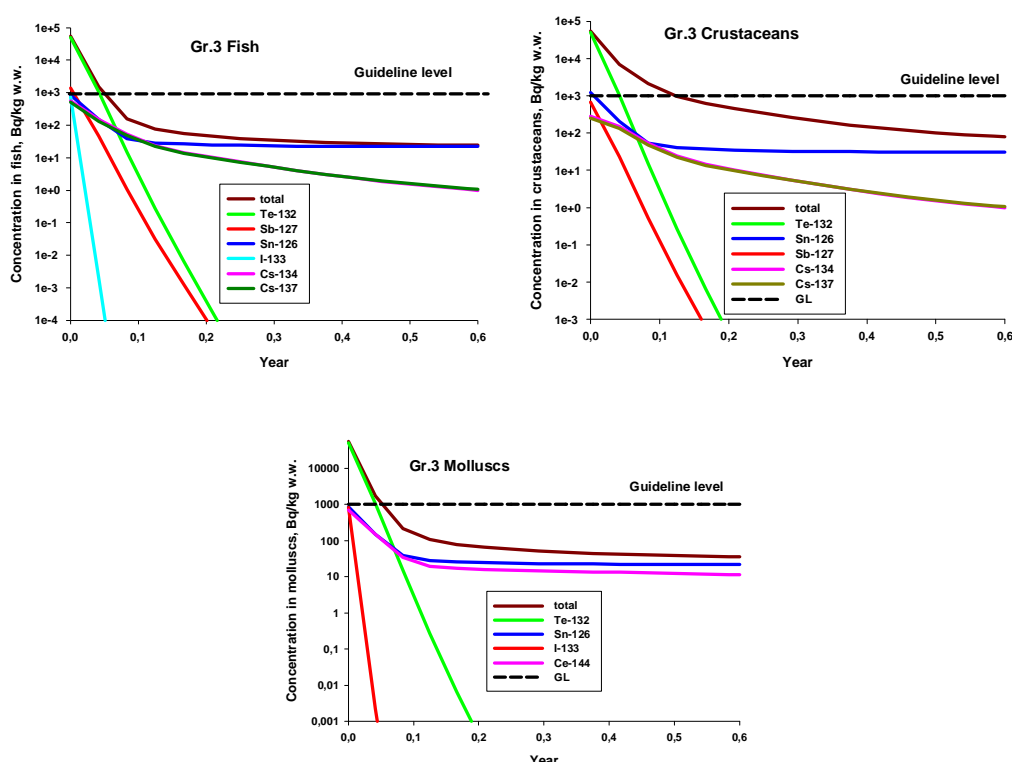 Gr.3 Fish
Guideline level
Concentration in fish, Bq/kg w.w.
1e+5
1e+4
1e+3
1e+2
1e+1
1e+0
1e-1
1e-2
1e-3
1e-4
total
Te-132
Sb-127
Sn-126
I-133
Cs-134
Cs-137
0,0 0,1 0,2 0,3 0,4 0,5 0,6
Year
Gr.3 Crustaceans
Guideline level
Concentration in crustaceans, Bq/kg w.w.
1e+5
1e+4
1e+3
1e+2
1e+1
1e+0
1e-1
1e-2
1e-3
total
Te-132
Sn-126
Sb-127
Cs-134
Cs-137
GL
0,0 0,1 0,2 0,3 0,4 0,5 0,6
Year
Gr.3 Molluscs
Guideline level
Concentration in molluscs, Bq/kg w.w.
10000
1000
100
10
1
0,1
0,01
0,001
total
Te-132
Sn-126
I-133
Ce-144
GL
0,0 0,1 0,2 0,3 0,4 0,5 0,6
Year